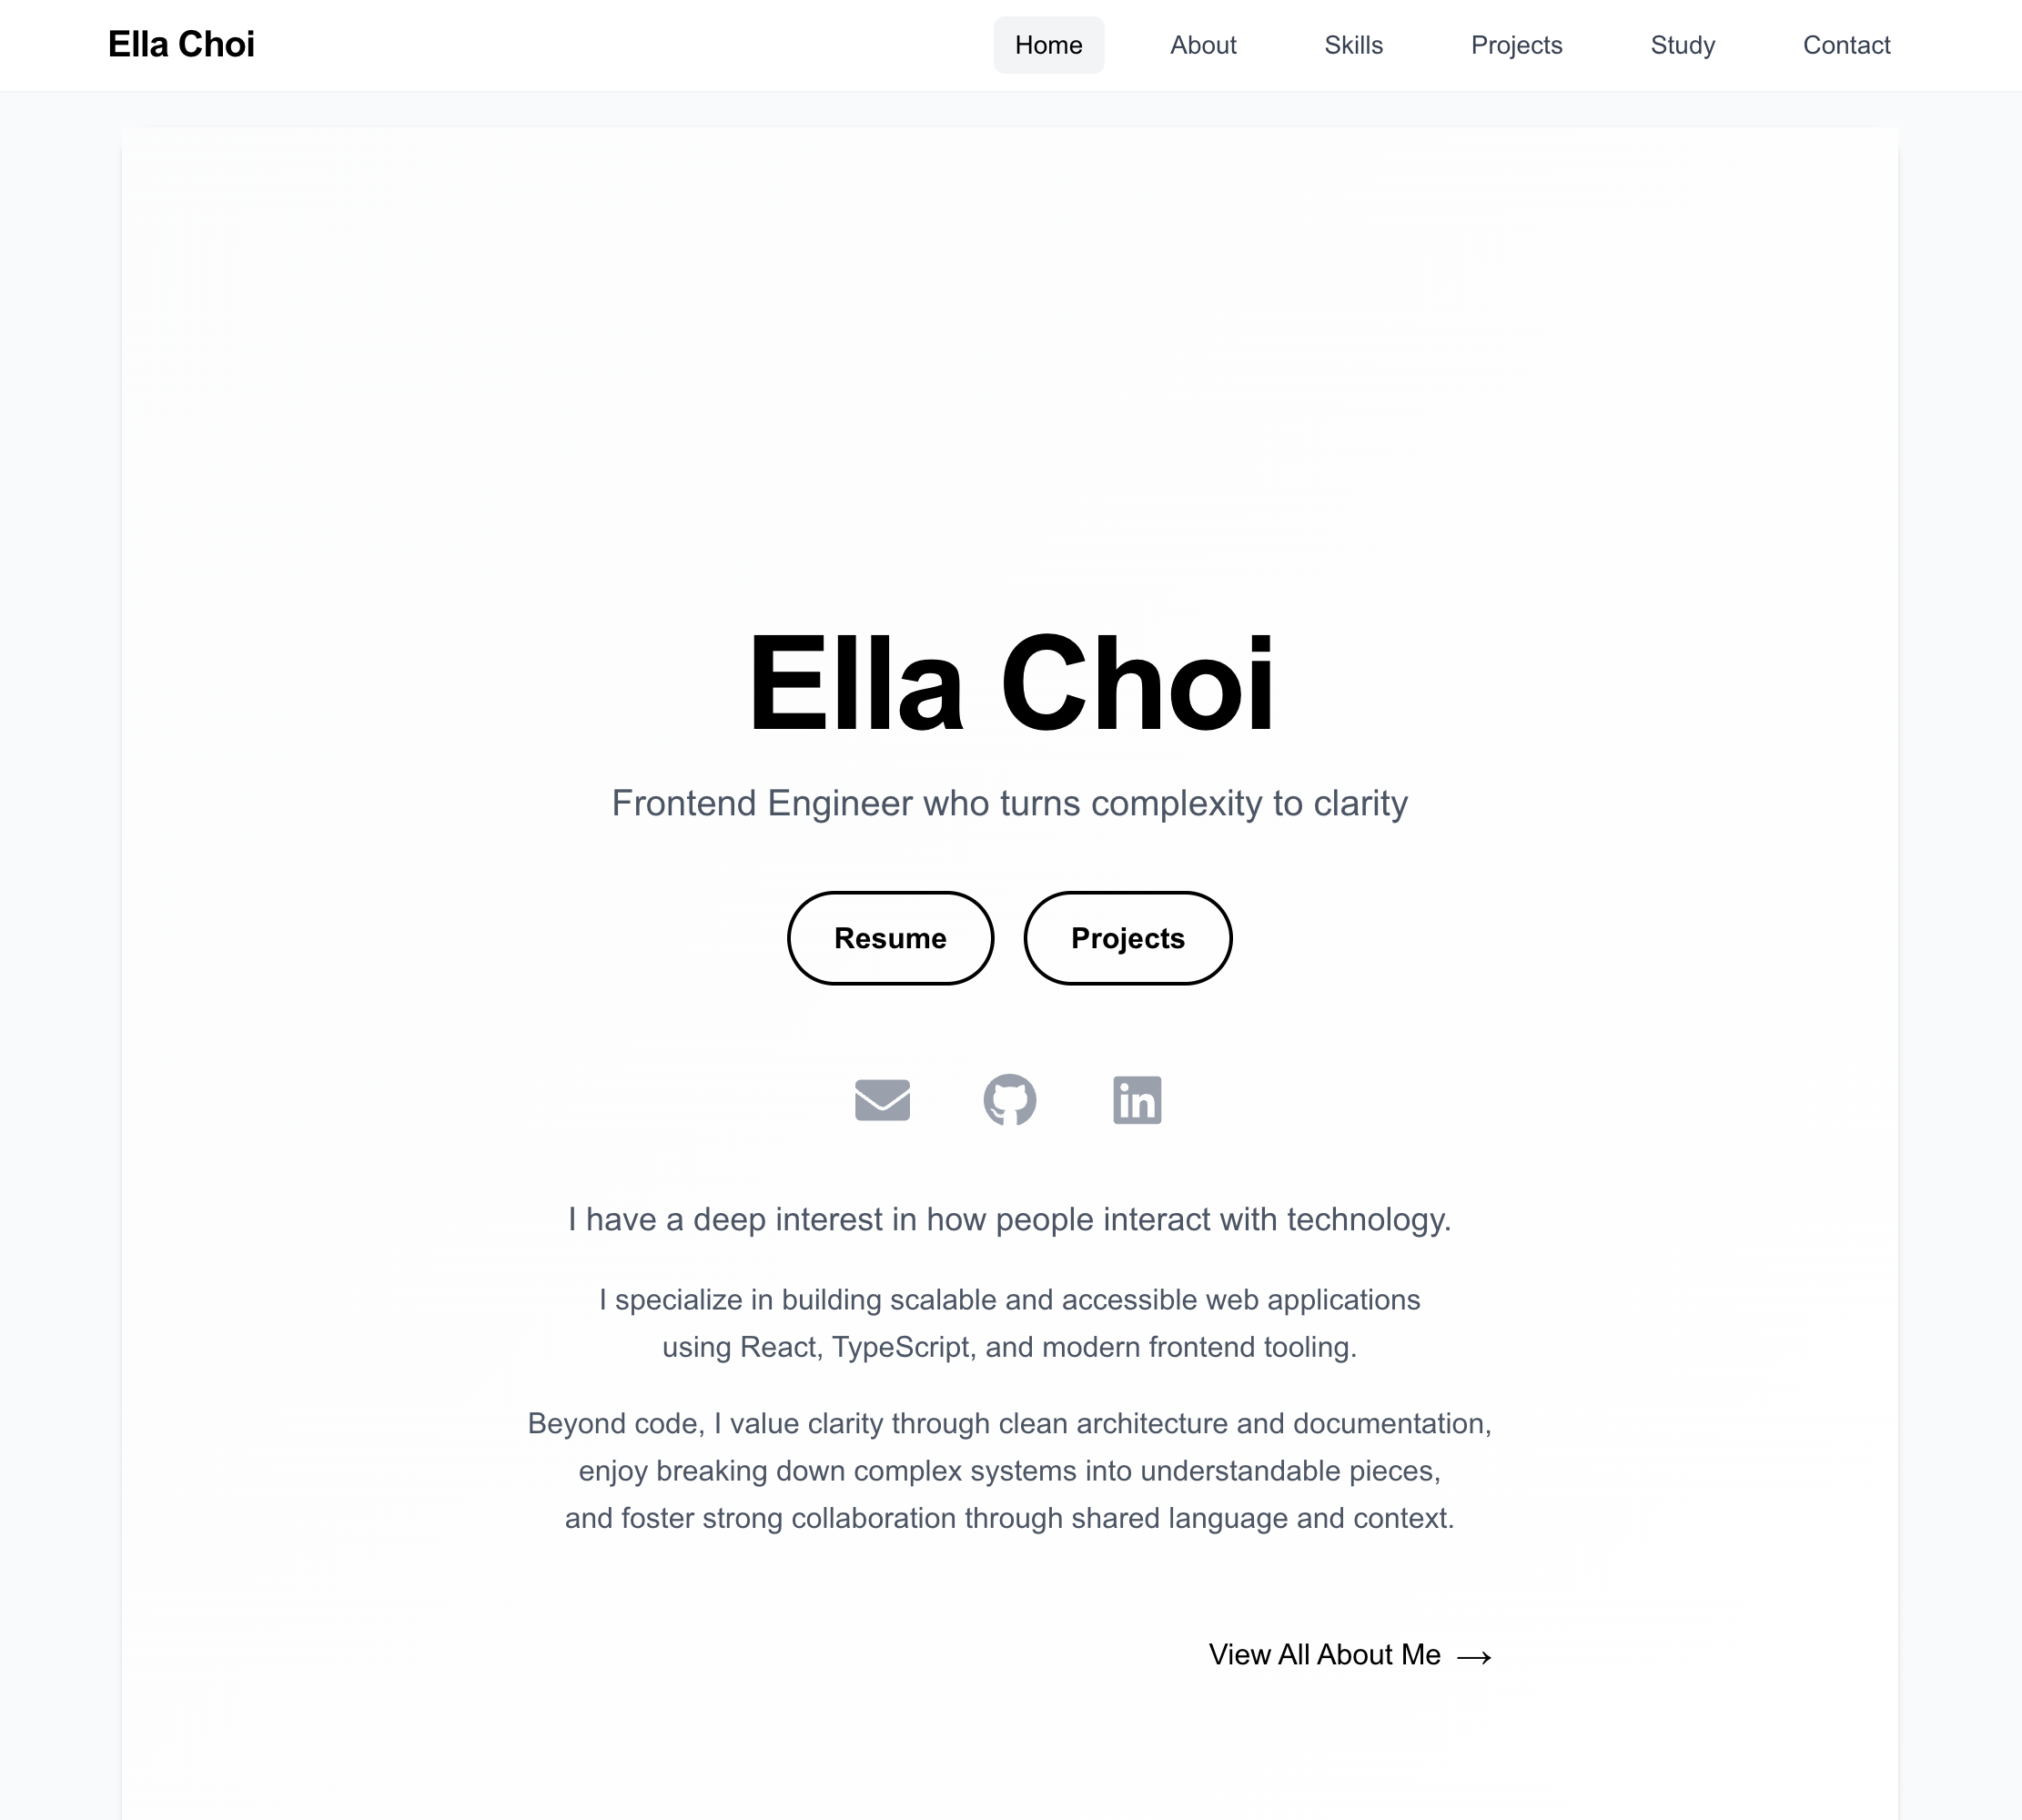 Ella Choi
Home About Skills Projects Study Contact
Ella Choi
Frontend Engineer who turns complexity to clarity
Resume Projects
in
I have a deep interest in how people interact with technology.
I specialize in building scalable and accessible web applications
using React, TypeScript, and modern frontend tooling.
Beyond code, I value clarity through clean architecture and documentation,
enjoy breaking down complex systems into understandable pieces,
and foster strong collaboration through shared language and context.
View All About Me →